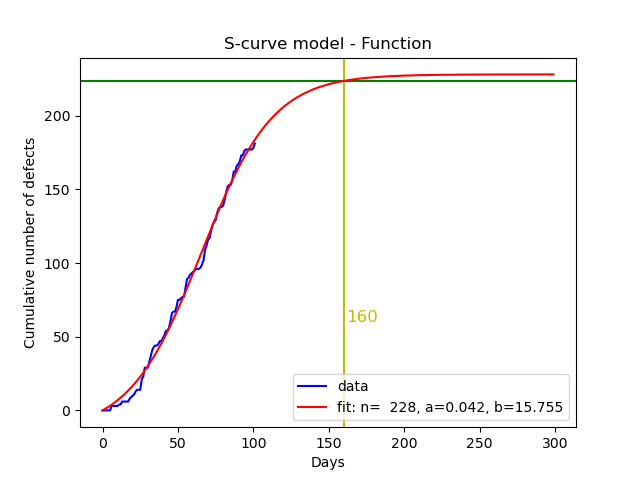 S-curve model - Function
Cumulative number of defects
200
150
100
50
0
160
data
fit: n=  228, a=0.042, b=15.755
0
50
100
150
200
250
300
Days